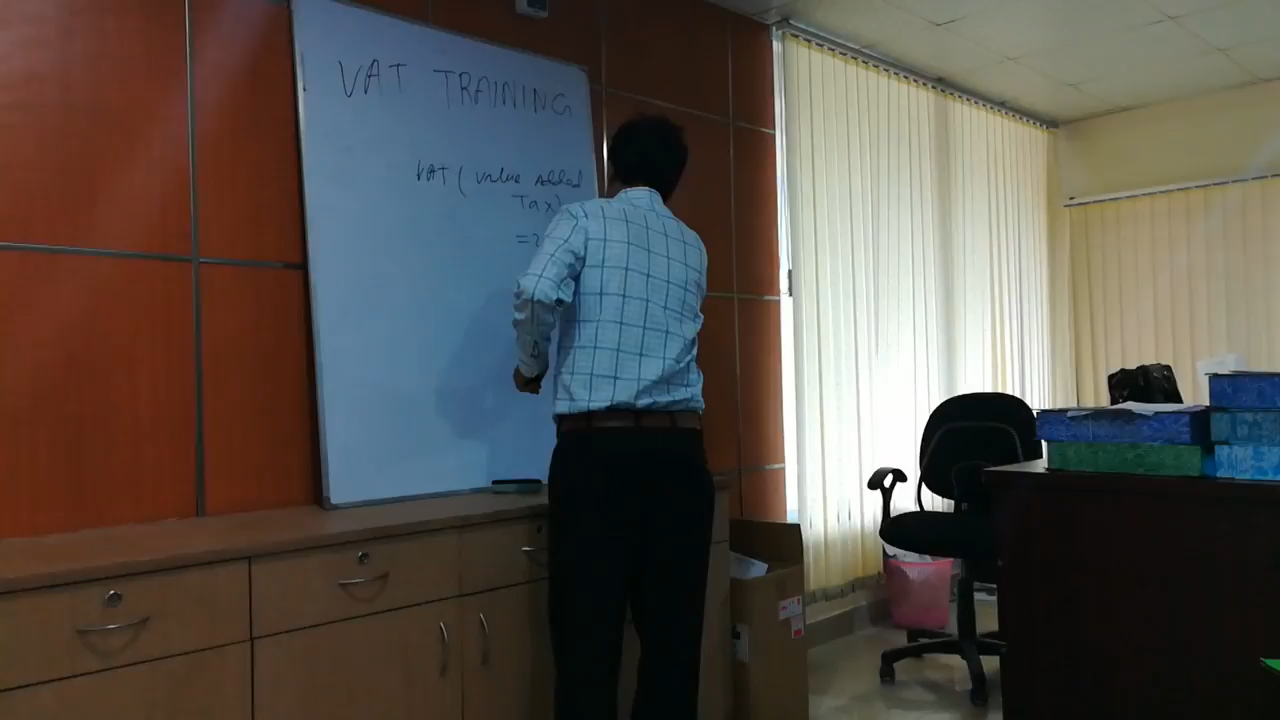 VAT TRAINING
VAT ( Value Added
Tax)
=